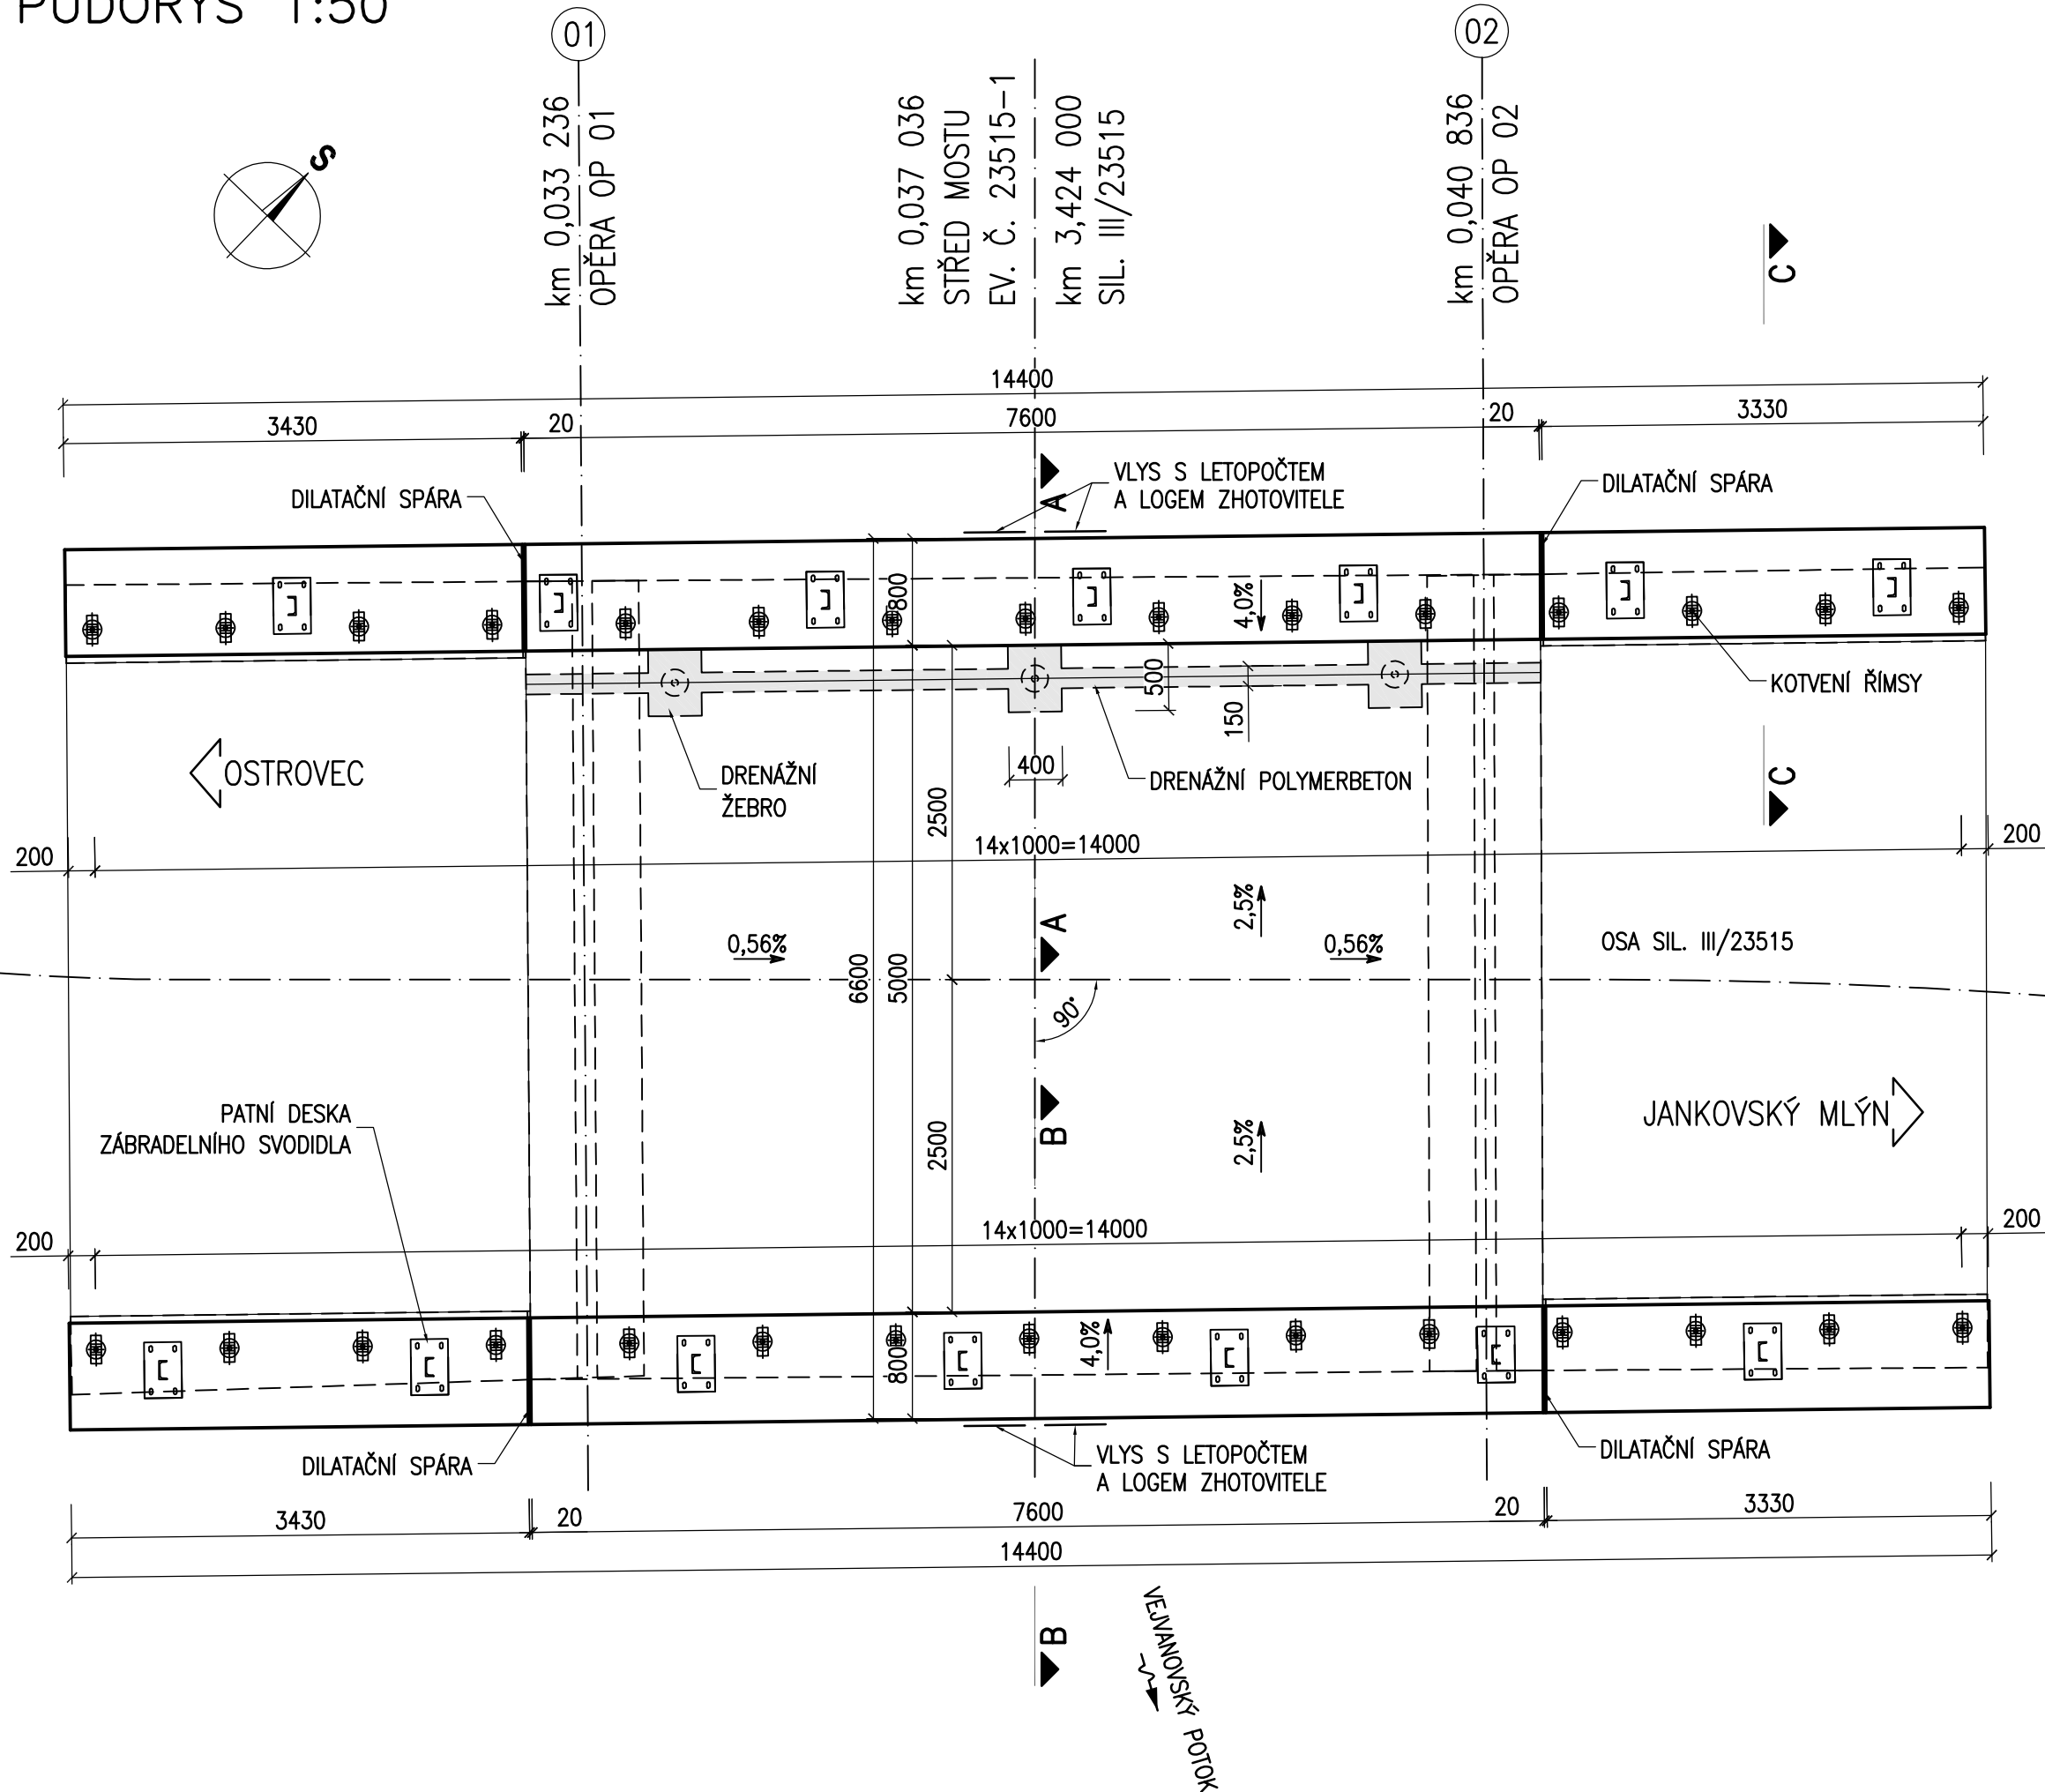 PŮDORYS 1:50
01
02
km 0,033 236
OPĚRA OP 01
km 0,037 036
STŘED MOSTU
EV. Č. 23515-1
km 3,424 000
SIL. III/23515
km 0,040 836
OPĚRA OP 02
S
C
14400
3430
20
7600
20
3330
DILATAČNÍ SPÁRA
A
VLYS S LETOPOČTEM
A LOGEM ZHOTOVITELE
DILATAČNÍ SPÁRA
800
4,0%
500
150
400
KOTVENÍ ŘÍMSY
OSTROVEC
DRENÁŽNÍ
ŽEBRO
DRENÁŽNÍ POLYMERBETON
C
2500
200
14x1000=14000
200
2,5%
A
0,56%
0,56%
OSA SIL. III/23515
6600
5000
90°
B
2500
2,5%
PATNÍ DESKA
ZÁBRADELNÍHO SVODIDLA
JANKOVSKÝ MLÝN
200
14x1000=14000
200
4,0%
800
DILATAČNÍ SPÁRA
VLYS S LETOPOČTEM
A LOGEM ZHOTOVITELE
DILATAČNÍ SPÁRA
3430
20
7600
20
3330
14400
B
VEJVANOVSKÝ POTOK